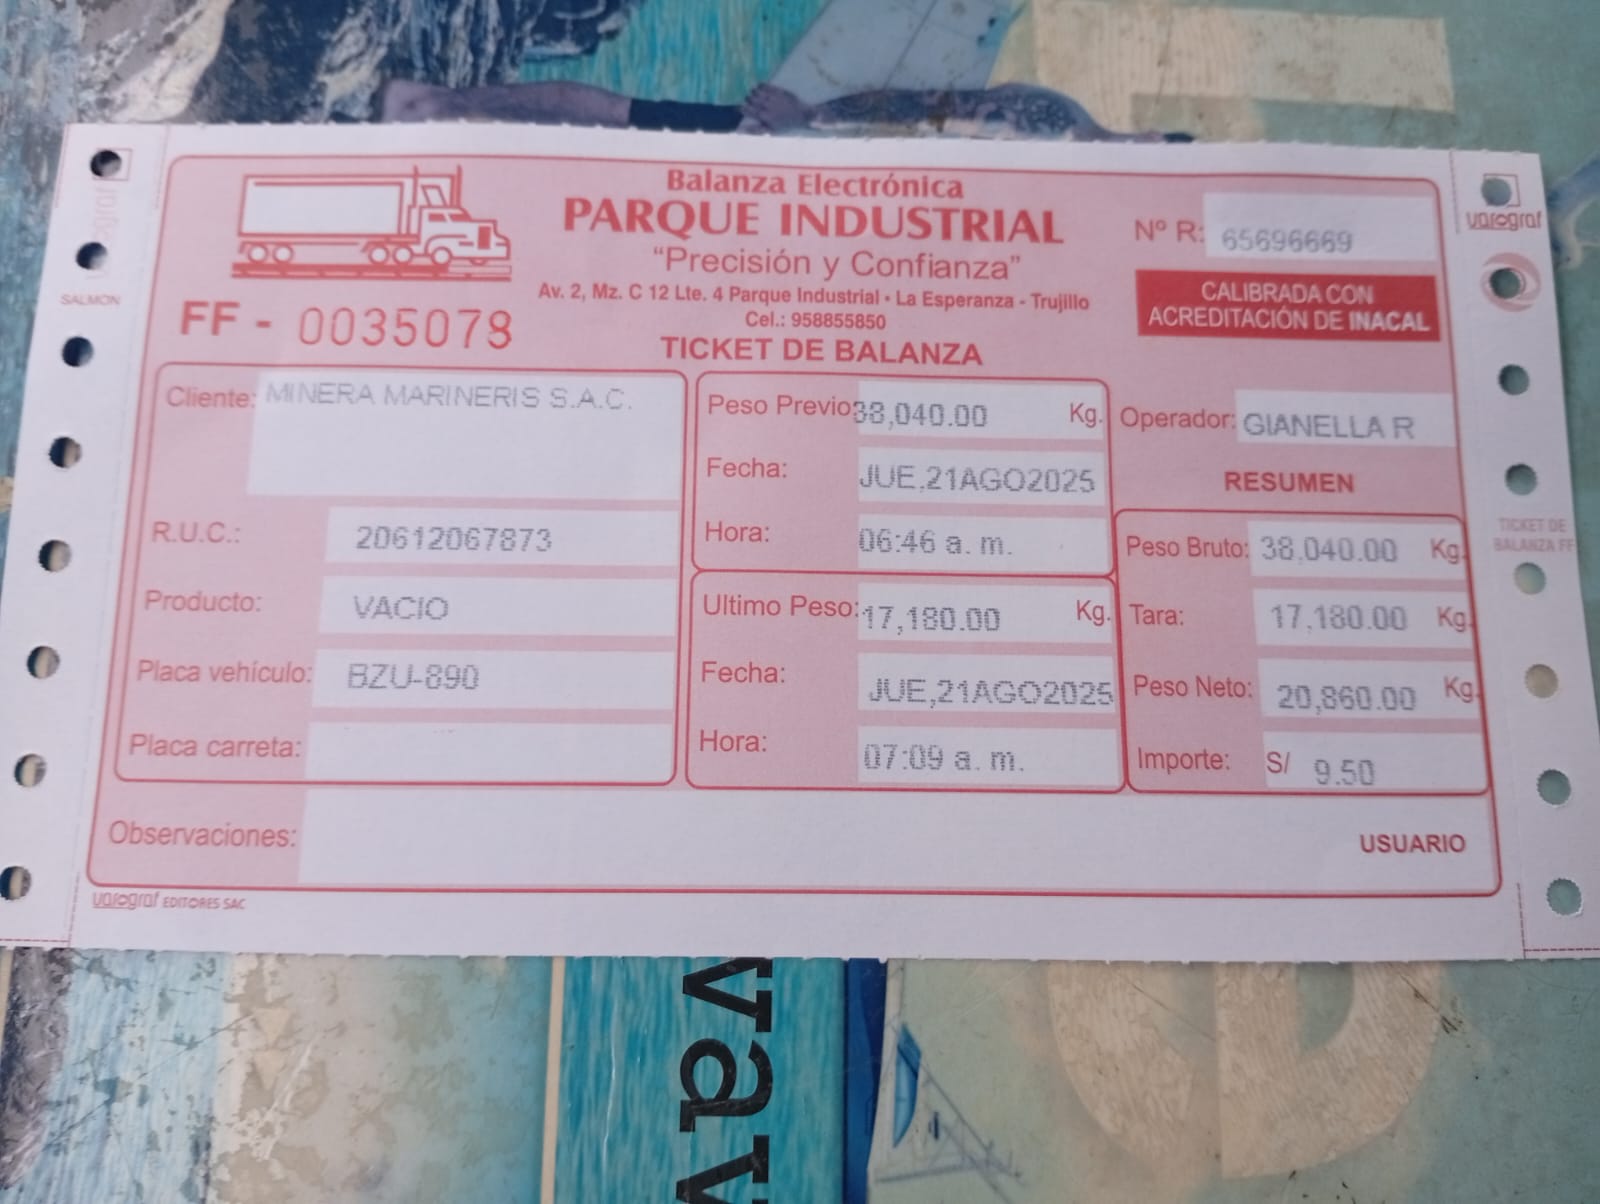 Balanza Electrónica
PARQUE INDUSTRIAL
"Precisión y Confianza"
Av. 2, Mz. C 12 Lte. 4 Parque Industrial • La Esperanza - Trujillo
Cel.: 958855850
TICKET DE BALANZA
FF - 0035078
Nº R: 65696669
CALIBRADA CON
ACREDITACIÓN DE INACAL
Cliente: MINERA MARINERIS S.A.C.
R.U.C.: 20612067873
Producto: VACIO
Placa vehículo: BZU-890
Placa carreta:
Peso Previo: 38,040.00 Kg.
Fecha: JUE,21AGO2025
Hora: 06:46 a. m.
Ultimo Peso: 17,180.00 Kg.
Fecha: JUE,21AGO2025
Hora: 07:09 a. m.
Operador: GIANELLA R
RESUMEN
Peso Bruto: 38,040.00 Kg.
Tara: 17,180.00 Kg.
Peso Neto: 20,860.00 Kg.
Importe: S/ 9.50
Observaciones:
USUARIO
varograf EDITORES SAC
SALMON
varograf
TICKET DE
BALANZA FF